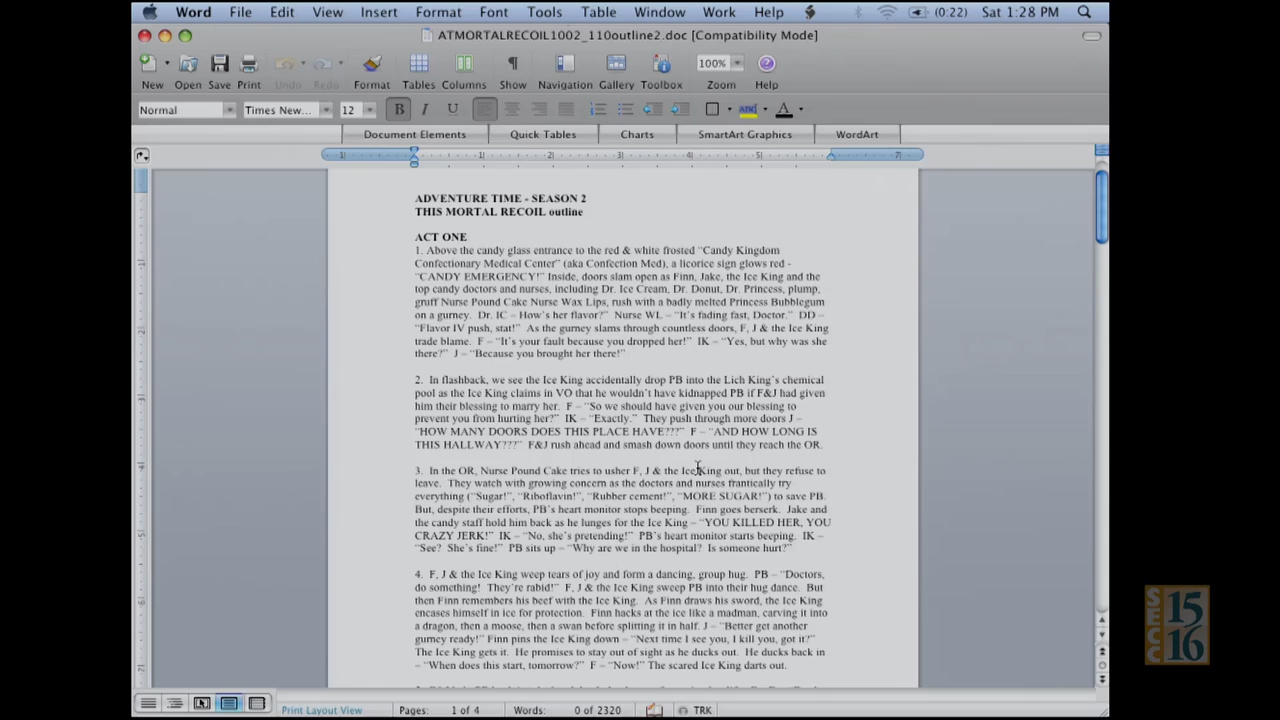 Word File Edit View Insert Format Font Tools Table Window Work Help (0:22) Sat 1:28 PM
ATMORTALRECOIL1002_110outline2.doc [Compatibility Mode]
New Open Save Print Undo Redo Format Tables Columns Show Navigation Gallery Toolbox 100% Zoom Help
Normal Times New... 12 B I U ABC A
Document Elements Quick Tables Charts SmartArt Graphics WordArt
1 1 2 3 4 5 7
ADVENTURE TIME - SEASON 2
THIS MORTAL RECOIL outline
ACT ONE
1. Above the candy glass entrance to the red & white frosted “Candy Kingdom
Confectionary Medical Center” (aka Confection Med), a licorice sign glows red -
“CANDY EMERGENCY!” Inside, doors slam open as Finn, Jake, the Ice King and the
top candy doctors and nurses, including Dr. Ice Cream, Dr. Donut, Dr. Princess, plump,
gruff Nurse Pound Cake Nurse Wax Lips, rush with a badly melted Princess Bubblegum
on a gurney. Dr. IC – How's her flavor?” Nurse WL – “It's fading fast, Doctor.” DD –
“Flavor IV push, stat!” As the gurney slams through countless doors, F, J & the Ice King
trade blame. F – “It's your fault because you dropped her!” IK – “Yes, but why was she
there?” J – “Because you brought her there!”
2. In flashback, we see the Ice King accidentally drop PB into the Lich King's chemical
pool as the Ice King claims in VO that he wouldn't have kidnapped PB if F&J had given
him their blessing to marry her. F – “So we should have given you our blessing to
prevent you from hurting her?” IK – “Exactly.” They push through more doors J –
“HOW MANY DOORS DOES THIS PLACE HAVE???” F – “AND HOW LONG IS
THIS HALLWAY???” F&J rush ahead and smash down doors until they reach the OR.
3. In the OR, Nurse Pound Cake tries to usher F, J & the Ice King out, but they refuse to
leave. They watch with growing concern as the doctors and nurses frantically try
everything (“Sugar!”, “Riboflavin!”, “Rubber cement!”, “MORE SUGAR!”) to save PB.
But, despite their efforts, PB's heart monitor stops beeping. Finn goes berserk. Jake and
the candy staff hold him back as he lunges for the Ice King – “YOU KILLED HER, YOU
CRAZY JERK!” IK – “No, she's pretending!” PB's heart monitor starts beeping. IK –
“See? She's fine!” PB sits up – “Why are we in the hospital? Is someone hurt?”
4. F, J & the Ice King weep tears of joy and form a dancing, group hug. PB – “Doctors,
do something! They're rabid!” F, J & the Ice King sweep PB into their hug dance. But
then Finn remembers his beef with the Ice King. As Finn draws his sword, the Ice King
encases himself in ice for protection. Finn hacks at the ice like a madman, carving it into
a dragon, then a moose, then a swan before splitting it in half. J – “Better get another
gurney ready!” Finn pins the Ice King down – “Next time I see you, I kill you, got it?”
The Ice King gets it. He promises to stay out of sight as he ducks out. He ducks back in
– “When does this start, tomorrow?” F – “Now!” The scared Ice King darts out.
SECC 15 16
Print Layout View Pages: 1 of 4 Words: 0 of 2320 TRK